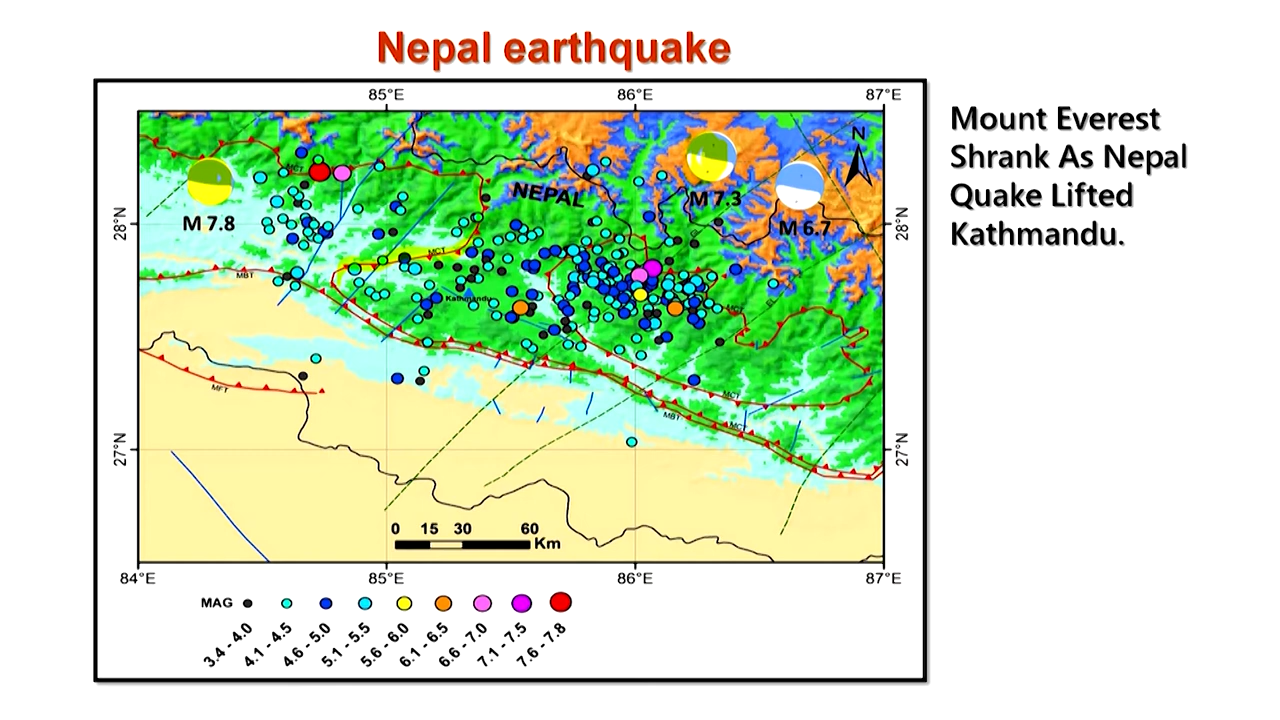 Nepal earthquake
85°E 86°E 87°E
N
MCT
NEPAL
M 7.3
M 7.8
M 6.7
28°N 28°N
MCT
MBT
Kathmandu
MCT
MFT
MCT
MBT
MCT
27°N 27°N
0 15 30 60
Km
84°E 85°E 86°E 87°E
MAG
3.4 - 4.0
4.1 - 4.5
4.6 - 5.0
5.1 - 5.5
5.6 - 6.0
6.1 - 6.5
6.6 - 7.0
7.1 - 7.5
7.6 - 7.8
Mount Everest
Shrank As Nepal
Quake Lifted
Kathmandu.